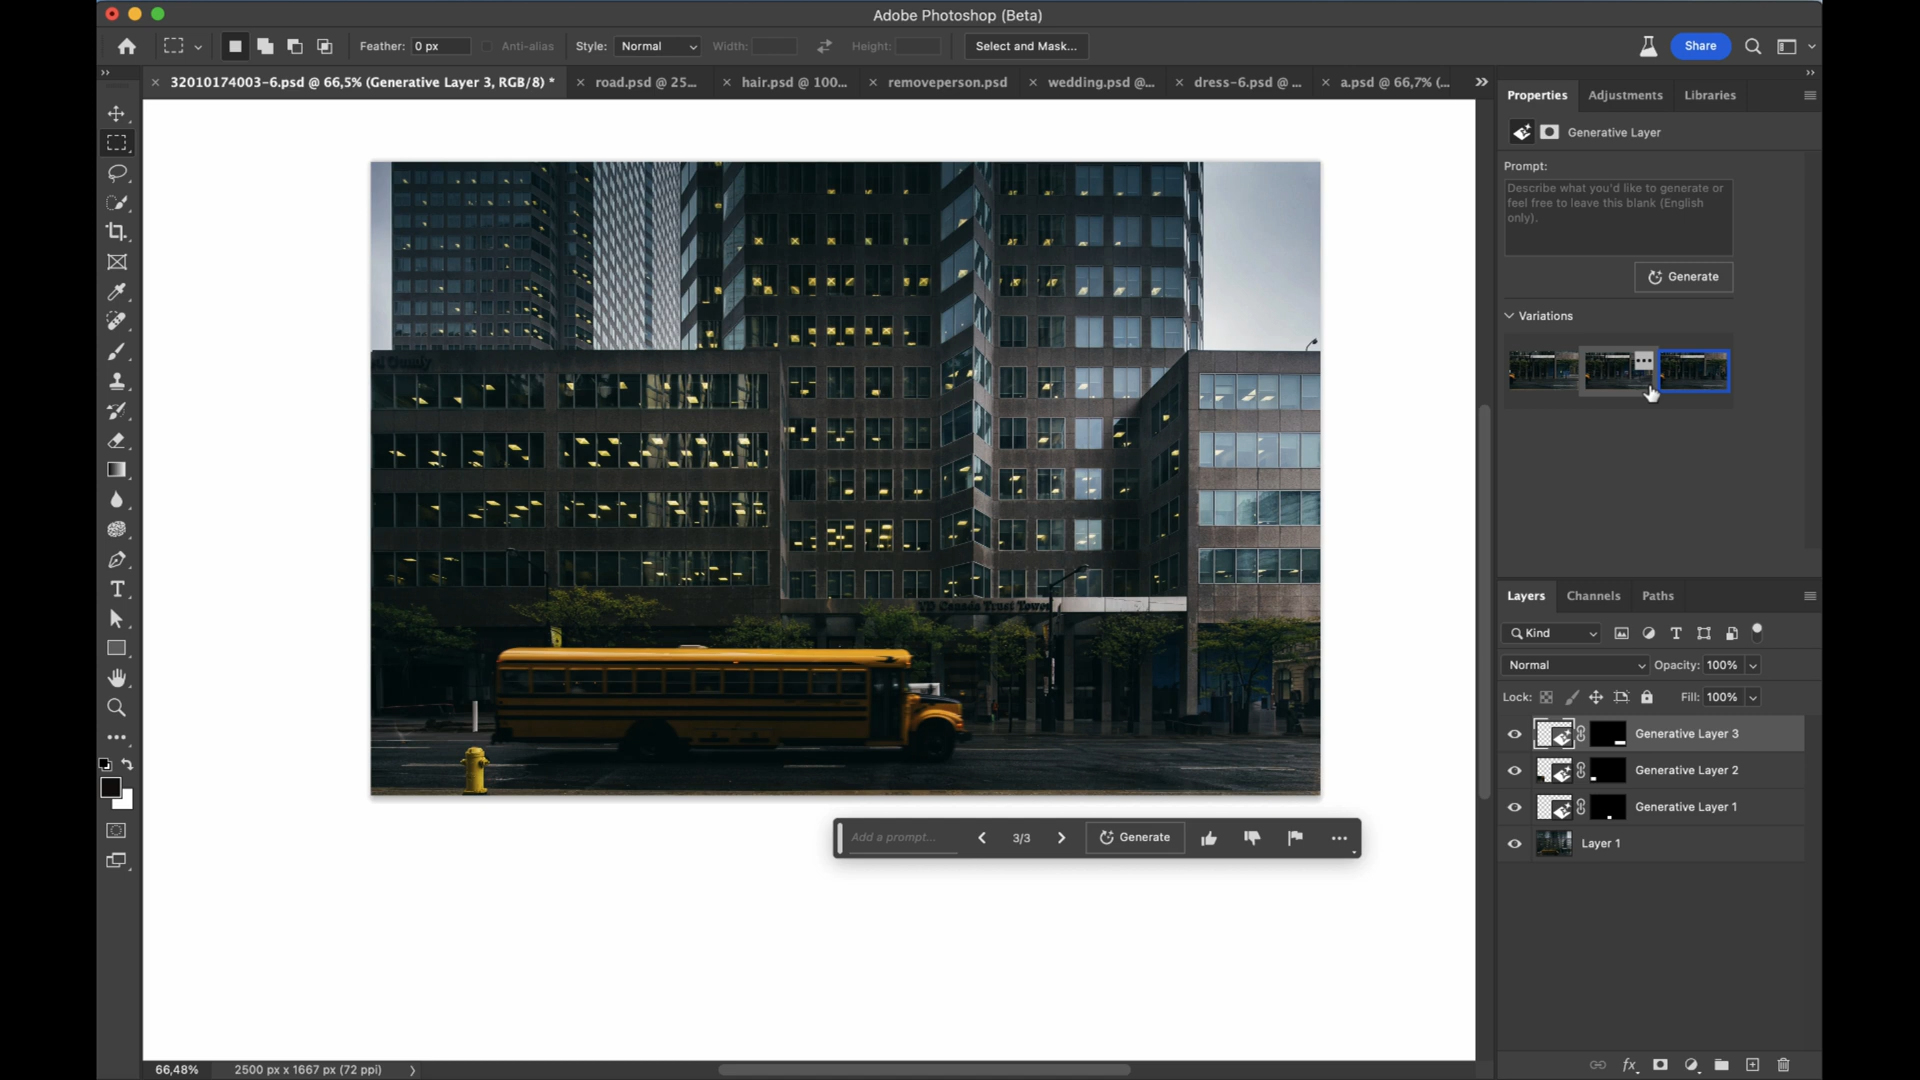 Adobe Photoshop (Beta)
Feather: 0 px Anti-alias Style: Normal Width: Height: Select and Mask... Share
32010174003-6.psd @ 66,5% (Generative Layer 3, RGB/8) * road.psd @ 25... hair.psd @ 100... removeperson.psd wedding.psd @... dress-6.psd @ ... a.psd @ 66,7% (...
Properties Adjustments Libraries
Generative Layer
Prompt:
Describe what you'd like to generate or
feel free to leave this blank (English
only).
Generate
Variations
TD Canada Trust Tower
Add a prompt... 3/3 Generate
Layers Channels Paths
Kind
Normal Opacity: 100%
Lock: Fill: 100%
Generative Layer 3
Generative Layer 2
Generative Layer 1
Layer 1
fx
66,48% 2500 px x 1667 px (72 ppi)